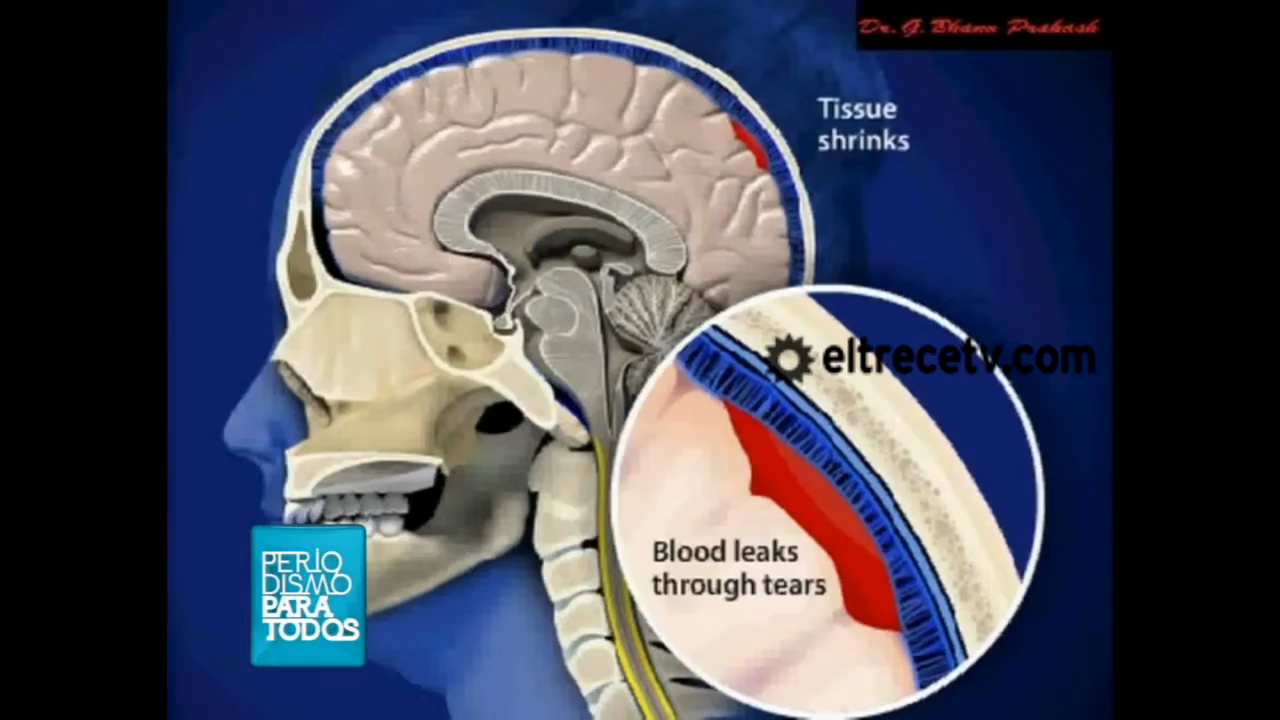 Dr. G. Bhanu Prakash
Tissue
shrinks
eltrecetv.com
Blood leaks
through tears
PERIO
DISMO
PARA
TODOS